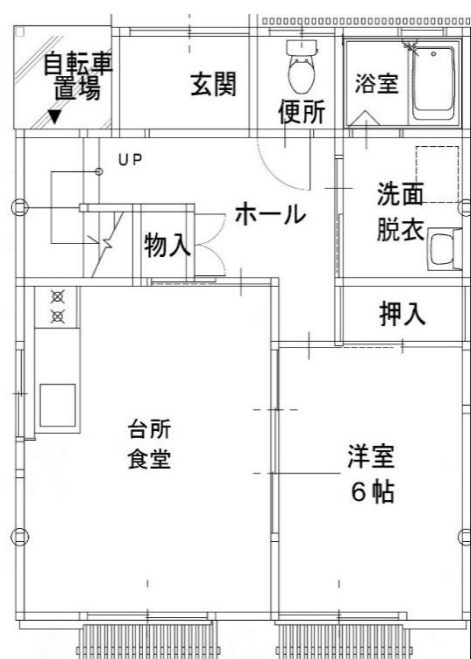 自転車
置場
玄関
便所
浴室
UP
ホール
洗面
脱衣
物入
押入
台所
食堂
洋室
６帖